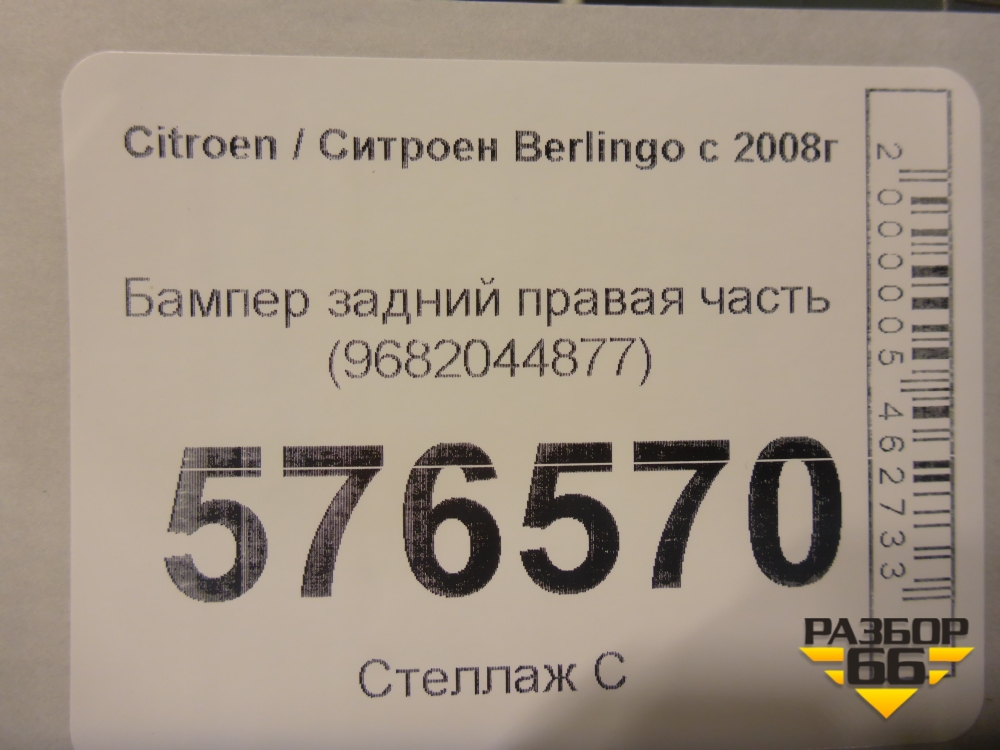 Citroen / Ситроен Berlingo с 2008г
Бампер задний правая часть
(9682044877)
576570
Стеллаж С
2000005462733
РАЗБОР
66